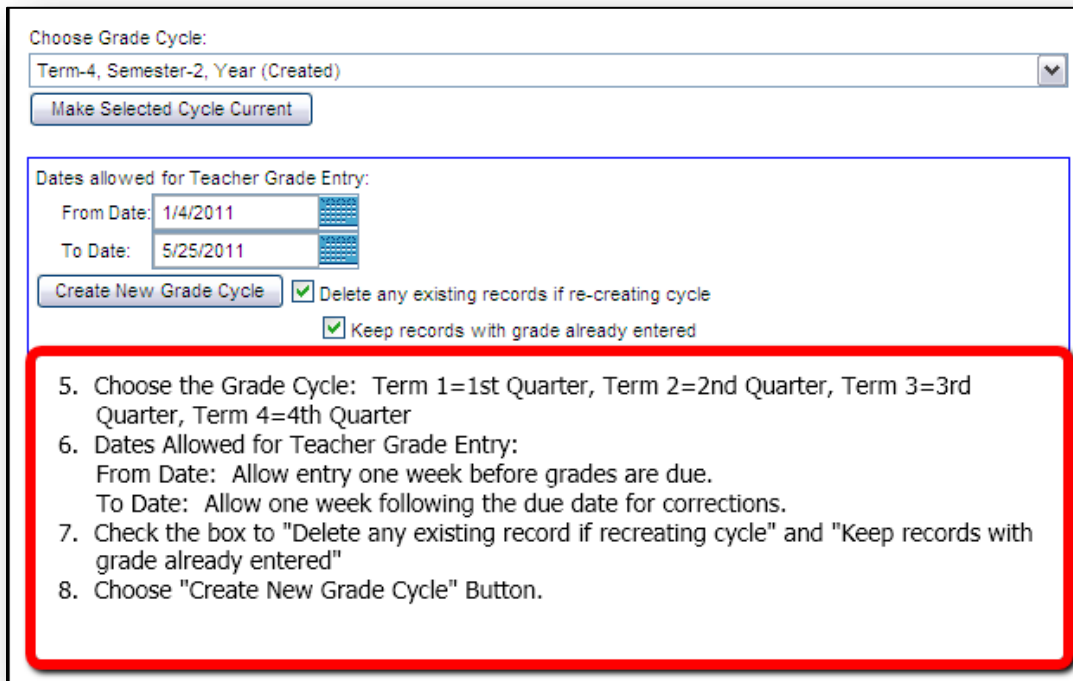 Choose Grade Cycle:
Term-4, Semester-2, Year (Created)
Make Selected Cycle Current
Dates allowed for Teacher Grade Entry:
From Date: 1/4/2011
To Date: 5/25/2011
Create New Grade Cycle Delete any existing records if re-creating cycle
Keep records with grade already entered
5. Choose the Grade Cycle: Term 1=1st Quarter, Term 2=2nd Quarter, Term 3=3rd
Quarter, Term 4=4th Quarter
6. Dates Allowed for Teacher Grade Entry:
From Date: Allow entry one week before grades are due.
To Date: Allow one week following the due date for corrections.
7. Check the box to "Delete any existing record if recreating cycle" and "Keep records with
grade already entered"
8. Choose "Create New Grade Cycle" Button.